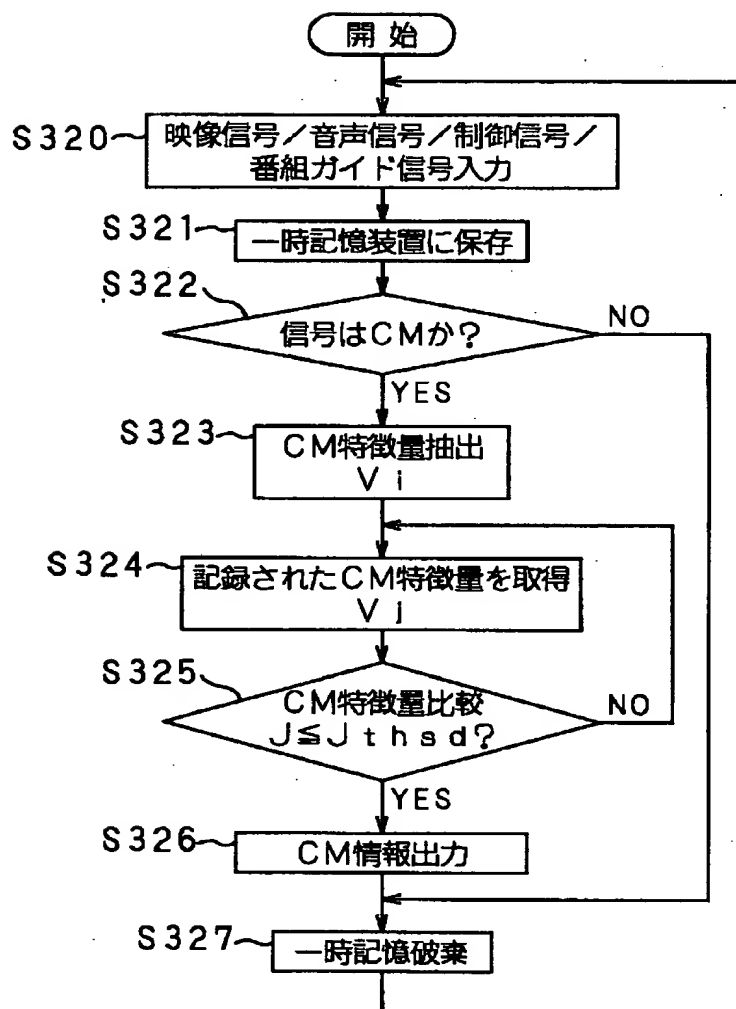 開始
S320
映像信号／音声信号／制御信号／
番組ガイド信号入力
S321
一時記憶装置に保存
S322
信号はCMか？
NO
YES
S323
CM特徴量抽出
Vi
S324
記録されたCM特徴量を取得
Vj
S325
CM特徴量比較
J≦Jthsd？
NO
YES
S326
CM情報出力
S327
一時記憶破棄